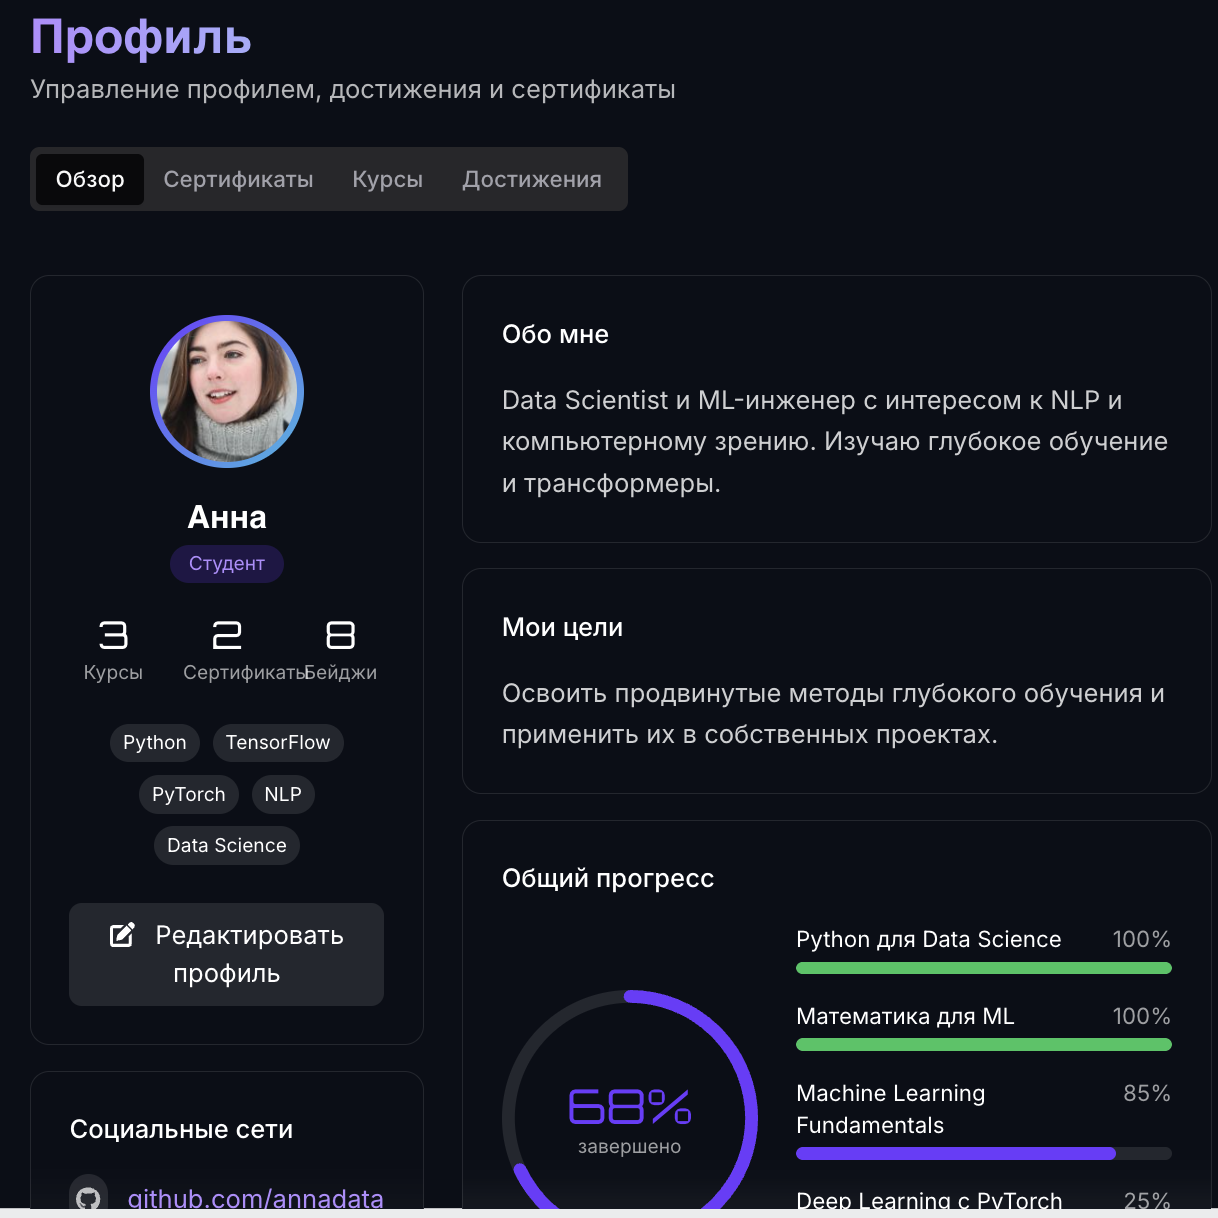 Профиль
Управление профилем, достижения и сертификаты
Обзор Сертификаты Курсы Достижения
Анна
Студент
3 2 8
Курсы Сертификаты Бейджи
Python TensorFlow
PyTorch NLP
Data Science
Редактировать
профиль
Социальные сети
github.com/annadata
Обо мне
Data Scientist и ML-инженер с интересом к NLP и
компьютерному зрению. Изучаю глубокое обучение
и трансформеры.
Мои цели
Освоить продвинутые методы глубокого обучения и
применить их в собственных проектах.
Общий прогресс
68%
завершено
Python для Data Science 100%
Математика для ML 100%
Machine Learning 85%
Fundamentals
Deep Learning с PyTorch 25%